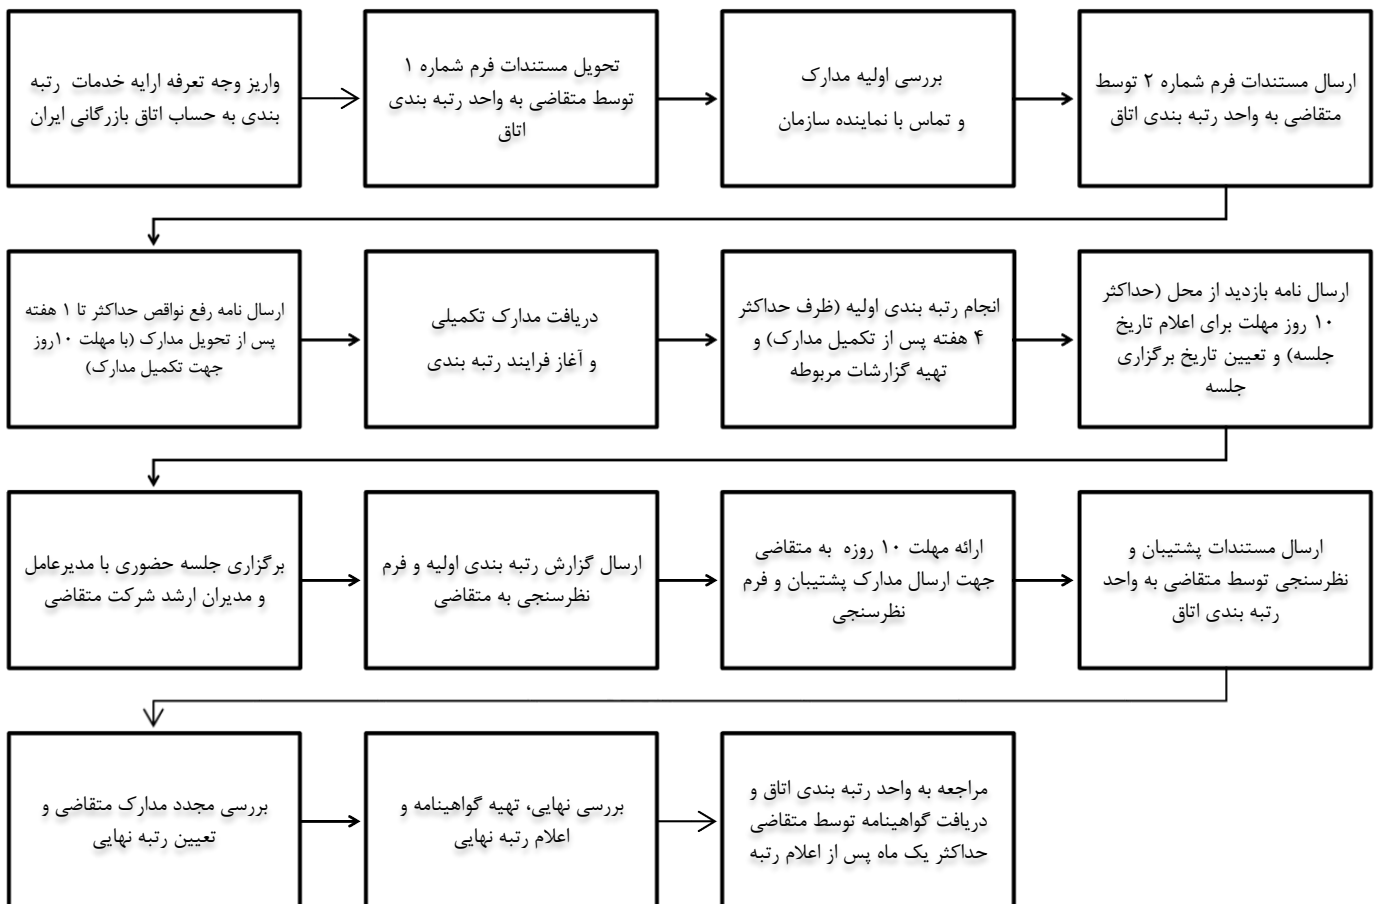 واریز وجه تعرفه ارایه خدمات رتبه
بندی به حساب اتاق بازرگانی ایران
تحویل مستندات فرم شماره ۱
توسط متقاضی به واحد رتبه بندی
اتاق
بررسی اولیه مدارک
و تماس با نماینده سازمان
ارسال مستندات فرم شماره ۲ توسط
متقاضی به واحد رتبه بندی اتاق
ارسال نامه رفع نواقص حداکثر تا ۱ هفته
پس از تحویل مدارک (با مهلت ۱۰روز
جهت تکمیل مدارک)
دریافت مدارک تکمیلی
و آغاز فرایند رتبه بندی
انجام رتبه بندی اولیه (ظرف حداکثر
۴ هفته پس از تکمیل مدارک) و
تهیه گزارشات مربوطه
ارسال نامه بازدید از محل (حداکثر
۱۰ روز مهلت برای اعلام تاریخ
جلسه) و تعیین تاریخ برگزاری
جلسه
برگزاری جلسه حضوری با مدیرعامل
و مدیران ارشد شرکت متقاضی
ارسال گزارش رتبه بندی اولیه و فرم
نظرسنجی به متقاضی
ارائه مهلت ۱۰ روزه به متقاضی
جهت ارسال مدارک پشتیبان و فرم
نظرسنجی
ارسال مستندات پشتیبان و
نظرسنجی توسط متقاضی به واحد
رتبه بندی اتاق
بررسی مجدد مدارک متقاضی و
تعیین رتبه نهایی
بررسی نهایی، تهیه گواهینامه و
اعلام رتبه نهایی
مراجعه به واحد رتبه بندی اتاق و
دریافت گواهینامه توسط متقاضی
حداکثر یک ماه پس از اعلام رتبه